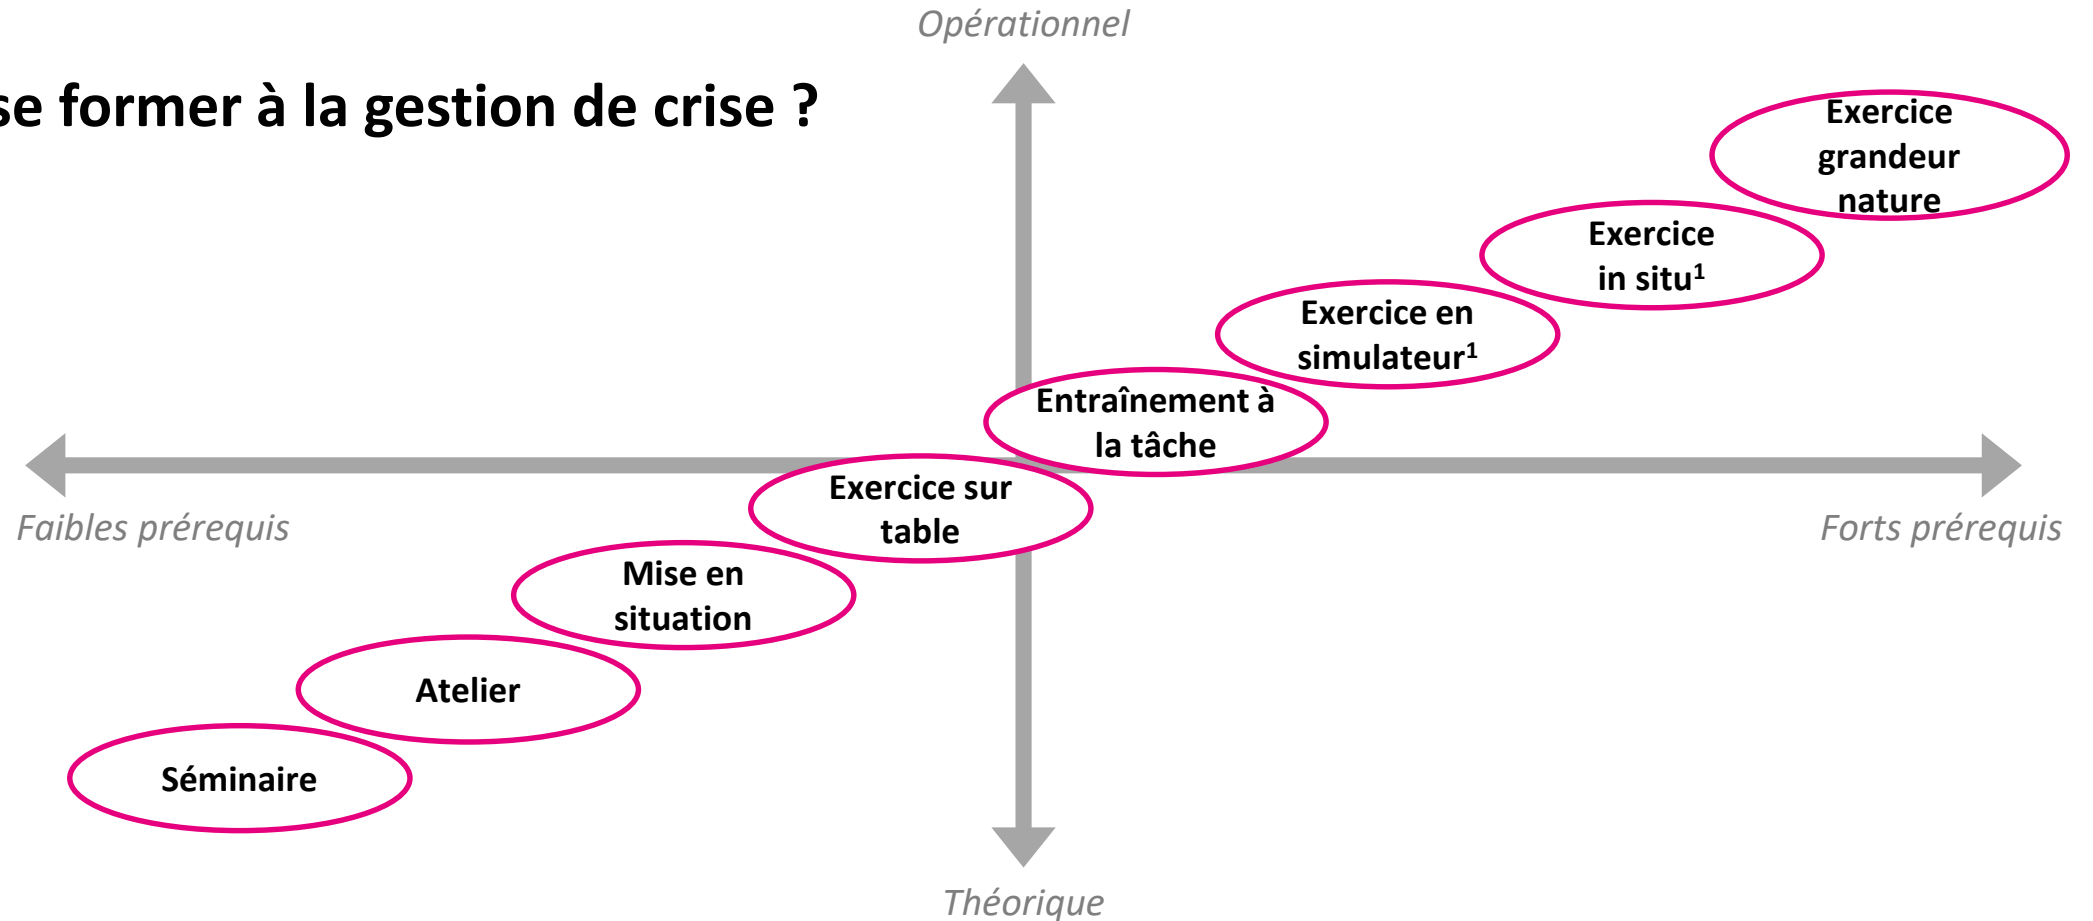 Opérationnel
se former à la gestion de crise ?
Exercice
grandeur
nature
Exercice
in situ¹
Exercice en
simulateur¹
Entraînement à
la tâche
Exercice sur
table
Faibles prérequis
Forts prérequis
Mise en
situation
Atelier
Séminaire
Théorique